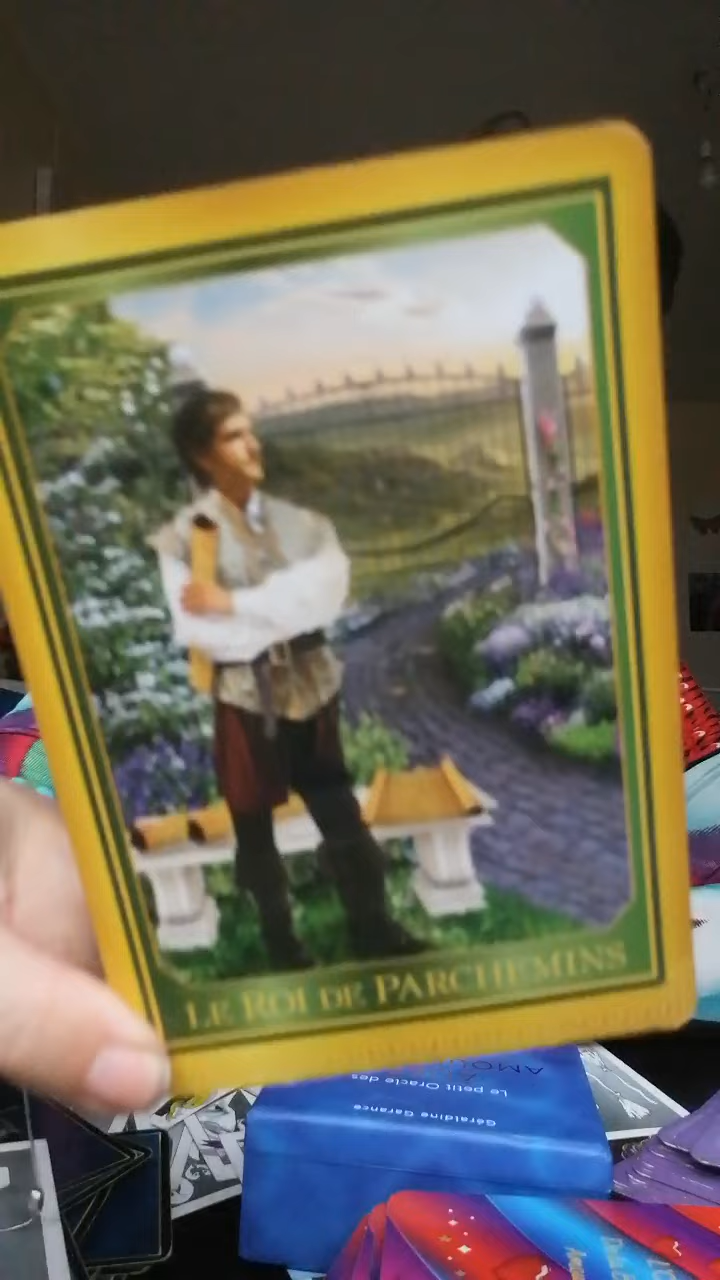 LE ROI DE PARCHEMINS
AMOU
Le petit Oracle des
Géraldine Garance